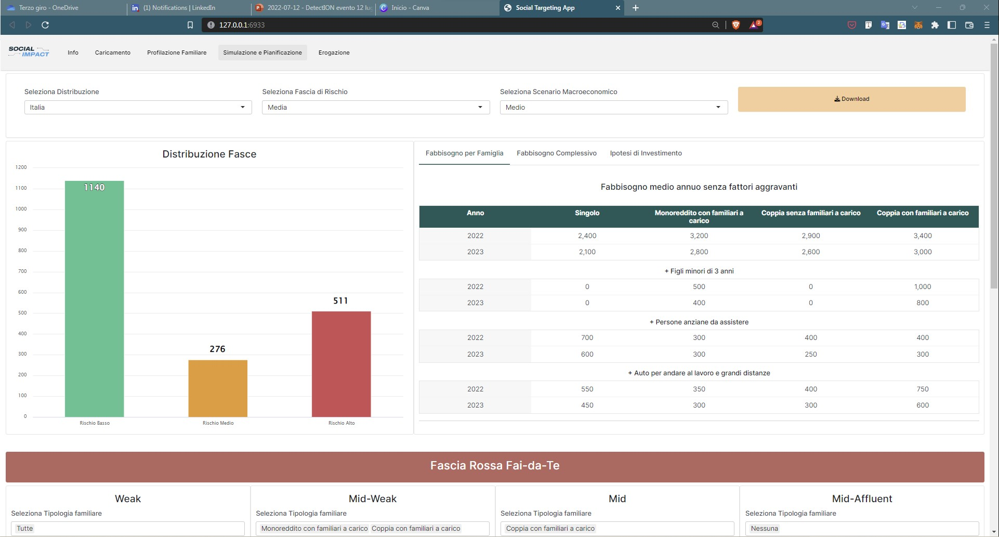 Terzo giro - OneDrive
(1) Notifications | LinkedIn
2022-07-12 - DetectION evento 12 lug
Inicio - Canva
Social Targeting App
127.0.0.1:6933
2
SOCIAL IMPACT
Info
Caricamento
Profilazione Familiare
Simulazione e Pianificazione
Erogazione
Seleziona Distribuzione
Italia
Seleziona Fascia di Rischio
Media
Seleziona Scenario Macroeconomico
Medio
Download
Distribuzione Fasce
1200
1100
1000
900
800
700
600
500
400
300
200
100
0
1140
276
511
Rischio Basso
Rischio Medio
Rischio Alto
Fabbisogno per Famiglia
Fabbisogno Complessivo
Ipotesi di Investimento
Fabbisogno medio annuo senza fattori aggravanti
Anno Singolo Monoreddito con familiari a carico Coppia senza familiari a carico Coppia con familiari a carico
2022 2,400 3,200 2,900 3,400
2023 2,100 2,800 2,600 3,000
+ Figli minori di 3 anni
2022 0 500 0 1,000
2023 0 400 0 800
+ Persone anziane da assistere
2022 700 300 400 400
2023 600 300 250 300
+ Auto per andare al lavoro e grandi distanze
2022 550 350 400 750
2023 450 300 300 600
Fascia Rossa Fai-da-Te
Weak
Seleziona Tipologia familiare
Tutte
Mid-Weak
Seleziona Tipologia familiare
Monoreddito con familiari a carico Coppia con familiari a carico
Mid
Seleziona Tipologia familiare
Coppia con familiari a carico
Mid-Affluent
Seleziona Tipologia familiare
Nessuna